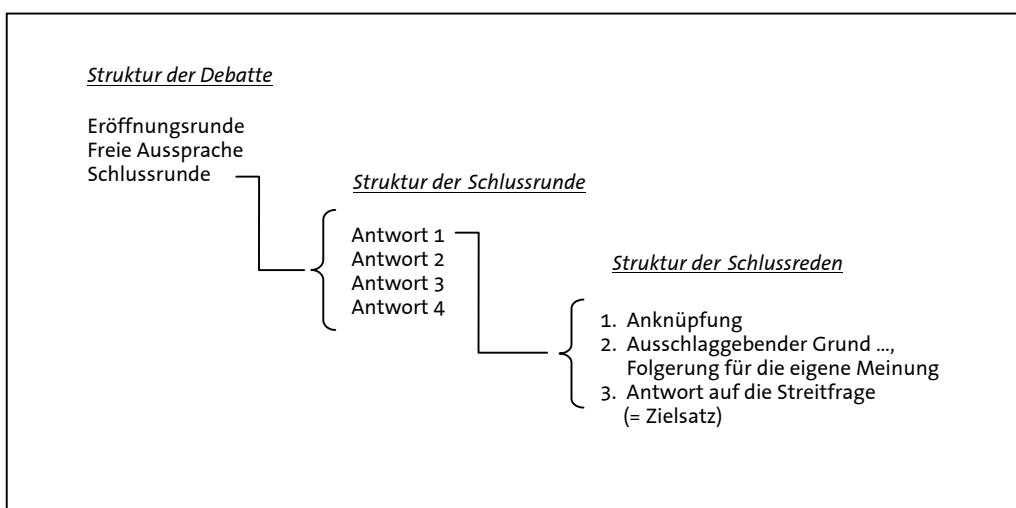 Struktur der Debatte
Eröffnungsrunde
Freie Aussprache
Schlussrunde
Struktur der Schlussrunde
Antwort 1
Antwort 2
Antwort 3
Antwort 4
Struktur der Schlussreden
1. Anknüpfung
2. Ausschlaggebender Grund ...,
Folgerung für die eigene Meinung
3. Antwort auf die Streitfrage
(= Zielsatz)